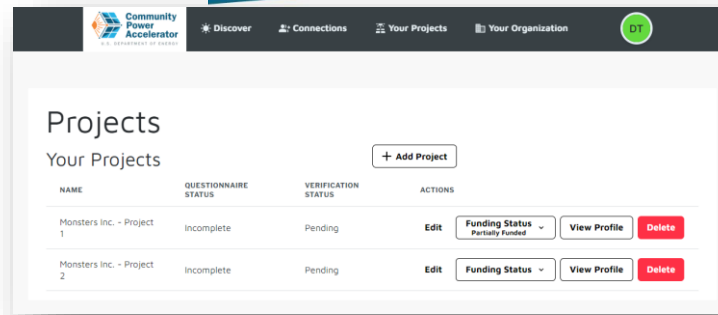 Community
Power
Accelerator
U.S. DEPARTMENT OF ENERGY
Discover
Connections
Your Projects
Your Organization
DT
Projects
Your Projects
+ Add Project
NAME
QUESTIONNAIRE
STATUS
VERIFICATION
STATUS
ACTIONS
Monsters Inc. - Project
1
Incomplete
Pending
Edit
Funding Status
Partially Funded
View Profile
Delete
Monsters Inc. - Project
2
Incomplete
Pending
Edit
Funding Status
View Profile
Delete